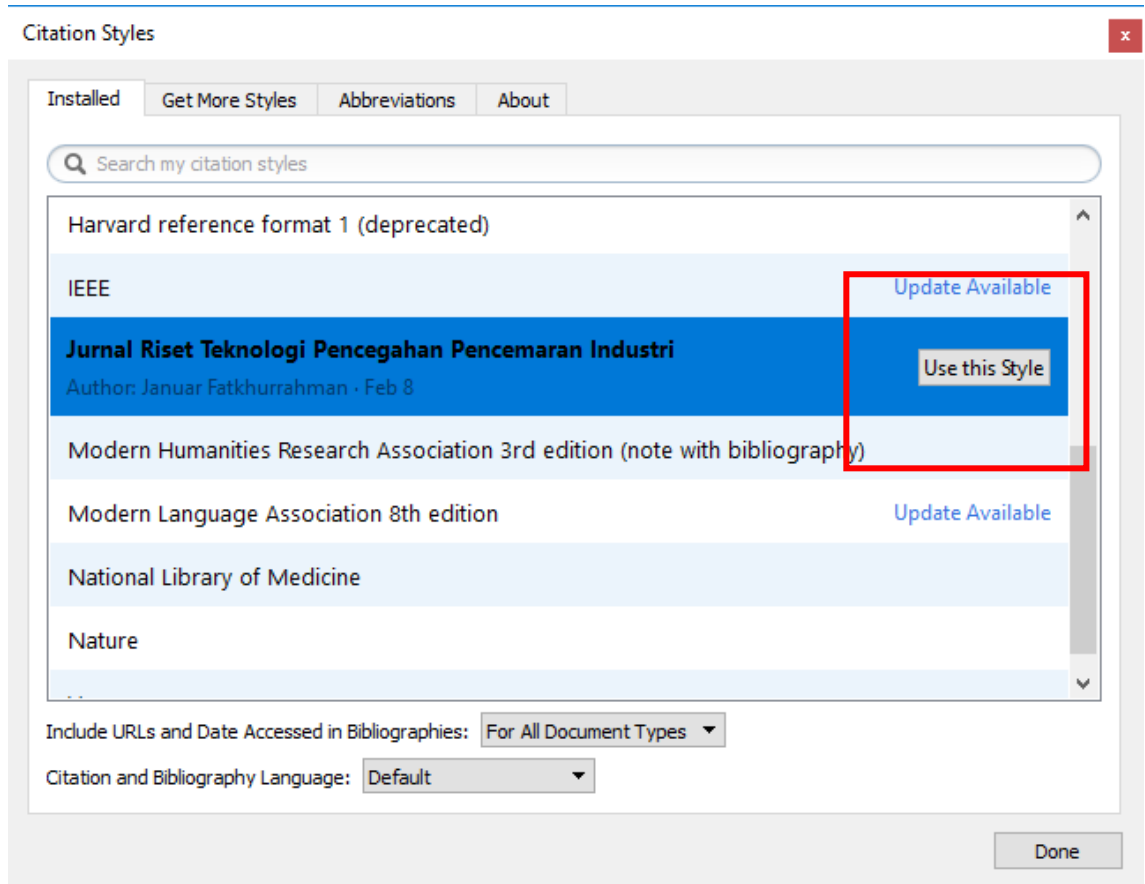 Citation Styles
x
Installed Get More Styles Abbreviations About
Search my citation styles
Harvard reference format 1 (deprecated)
IEEE Update Available
Jurnal Riset Teknologi Pencegahan Pencemaran Industri
Use this Style
Author: Januar Fatkhurrahman · Feb 8
Modern Humanities Research Association 3rd edition (note with bibliography)
Modern Language Association 8th edition Update Available
National Library of Medicine
Nature
Include URLs and Date Accessed in Bibliographies: For All Document Types
Citation and Bibliography Language: Default
Done